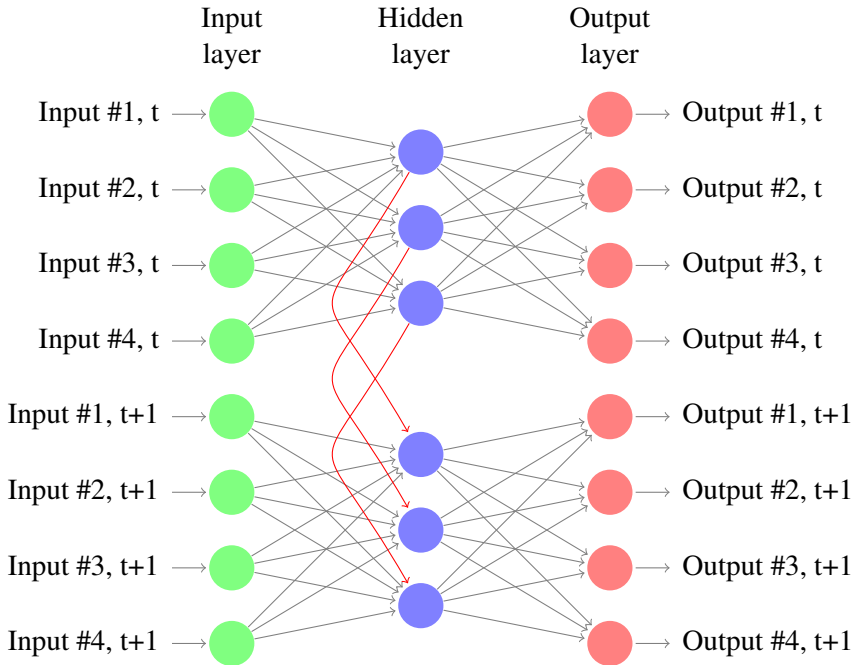 Input
layer
Hidden
layer
Output
layer
Input #1, t
Output #1, t
Input #2, t
Output #2, t
Input #3, t
Output #3, t
Input #4, t
Output #4, t
Input #1, t+1
Output #1, t+1
Input #2, t+1
Output #2, t+1
Input #3, t+1
Output #3, t+1
Input #4, t+1
Output #4, t+1